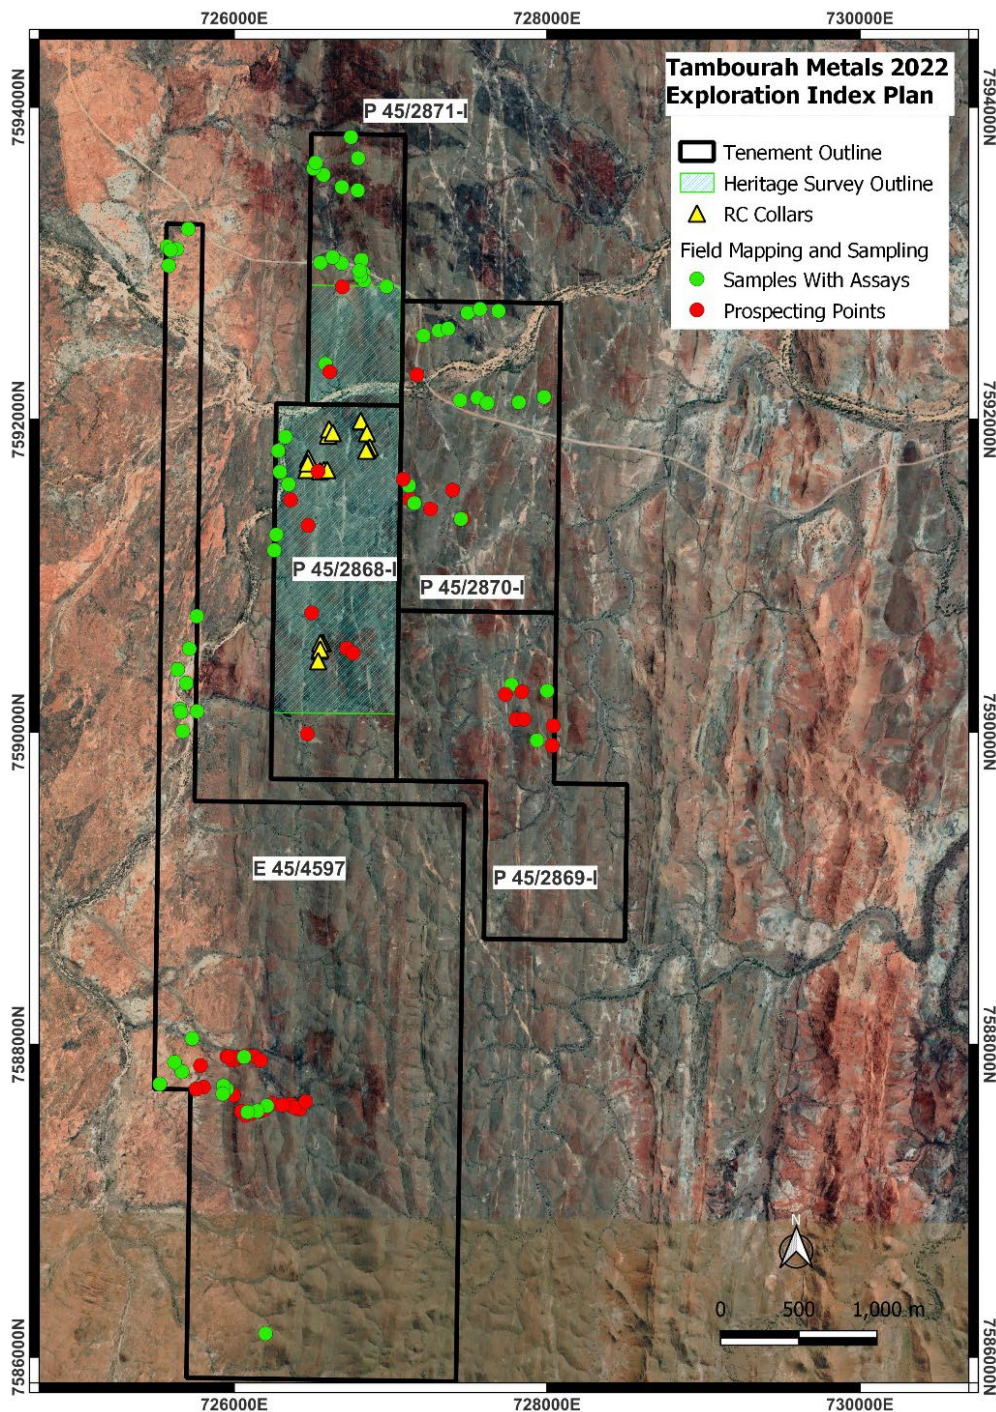 726000E
728000E
730000E
7594000N
7594000N
Tambourah Metals 2022
Exploration Index Plan
Tenement Outline
Heritage Survey Outline
RC Collars
Field Mapping and Sampling
Samples With Assays
Prospecting Points
P 45/2871-I
7592000N
7592000N
P 45/2868-I
P 45/2870-I
7590000N
7590000N
E 45/4597
P 45/2869-I
7588000N
7588000N
N
0 500 1,000 m
7586000N
7586000N
726000E
728000E
730000E